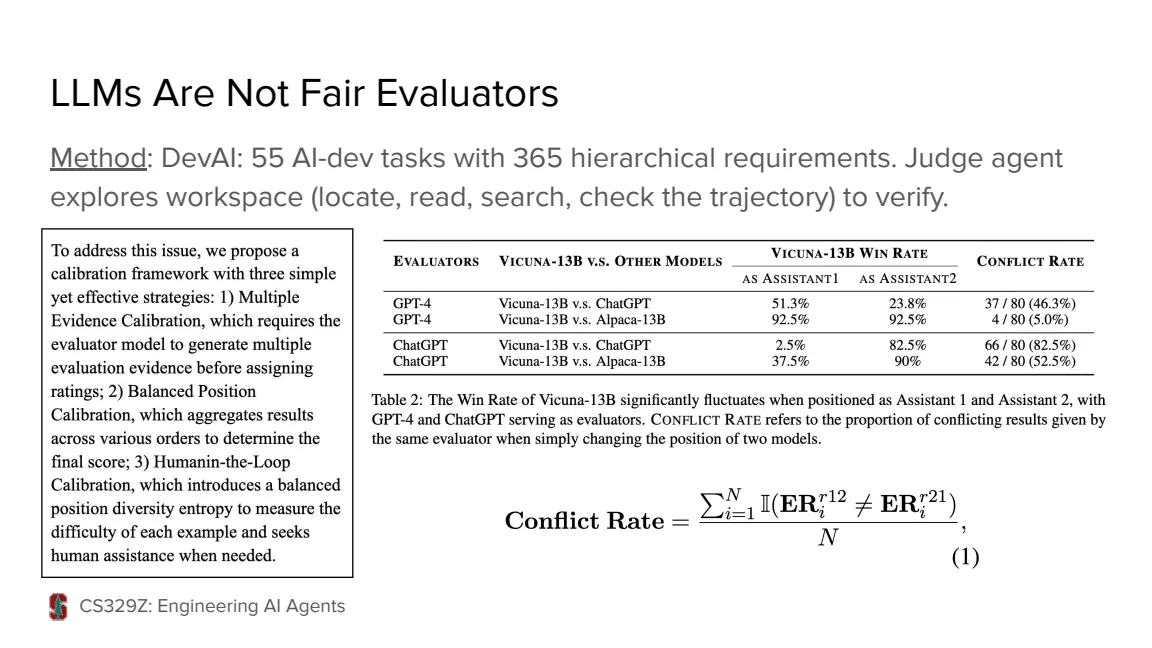 LLMs Are Not Fair Evaluators
Method: DevAI: 55 AI-dev tasks with 365 hierarchical requirements. Judge agent
explores workspace (locate, read, search, check the trajectory) to verify.
To address this issue, we propose a
calibration framework with three simple
yet effective strategies: 1) Multiple
Evidence Calibration, which requires the
evaluator model to generate multiple
evaluation evidence before assigning
ratings; 2) Balanced Position
Calibration, which aggregates results
across various orders to determine the
final score; 3) Humanin-the-Loop
Calibration, which introduces a balanced
position diversity entropy to measure the
difficulty of each example and seeks
human assistance when needed.
EVALUATORS VICUNA-13B V.S. OTHER MODELS VICUNA-13B WIN RATE CONFLICT RATE
AS ASSISTANT1 AS ASSISTANT2
GPT-4 Vicuna-13B v.s. ChatGPT 51.3% 23.8% 37 / 80 (46.3%)
GPT-4 Vicuna-13B v.s. Alpaca-13B 92.5% 92.5% 4 / 80 (5.0%)
ChatGPT Vicuna-13B v.s. ChatGPT 2.5% 82.5% 66 / 80 (82.5%)
ChatGPT Vicuna-13B v.s. Alpaca-13B 37.5% 90% 42 / 80 (52.5%)
Table 2: The Win Rate of Vicuna-13B significantly fluctuates when positioned as Assistant 1 and Assistant 2, with
GPT-4 and ChatGPT serving as evaluators. CONFLICT RATE refers to the proportion of conflicting results given by
the same evaluator when simply changing the position of two models.
Conflict Rate = ∑_{i=1}^{N} 𝕀(ER_i^{r12} ≠ ER_i^{r21}) / N,
(1)
CS329Z: Engineering AI Agents